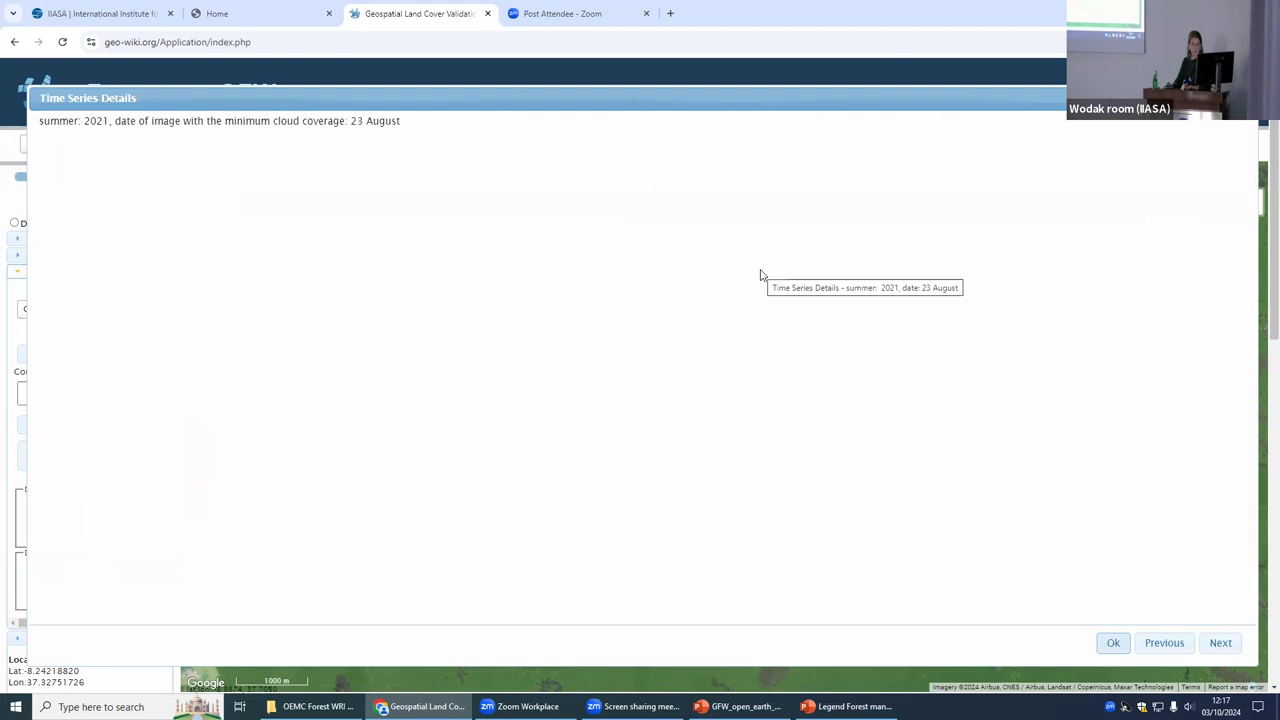 IIASA | International Institute fo
Home
Geospatial Land Cover Validati
Post Attendee - Zoom
geo-wiki.org/Application/index.php
Wodak room (IIASA)
Time Series Details
summer: 2021, date of image with the minimum cloud coverage: 23 August
Time Series Details - summer: 2021, date: 23 August
Ok
Previous
Next
Loca
Lat:-8.24218820
Lon:37.32751726
Google
1000 m
Imagery ©2024 Airbus, CNES / Airbus, Landsat / Copernicus, Maxar Technologies
Terms
Report a map error
Type here to search
OEMC Forest WRI ...
Geospatial Land Co...
Zoom Workplace
Screen sharing mee...
GFW_open_earth_...
Legend Forest man...
12:17
03/10/2024